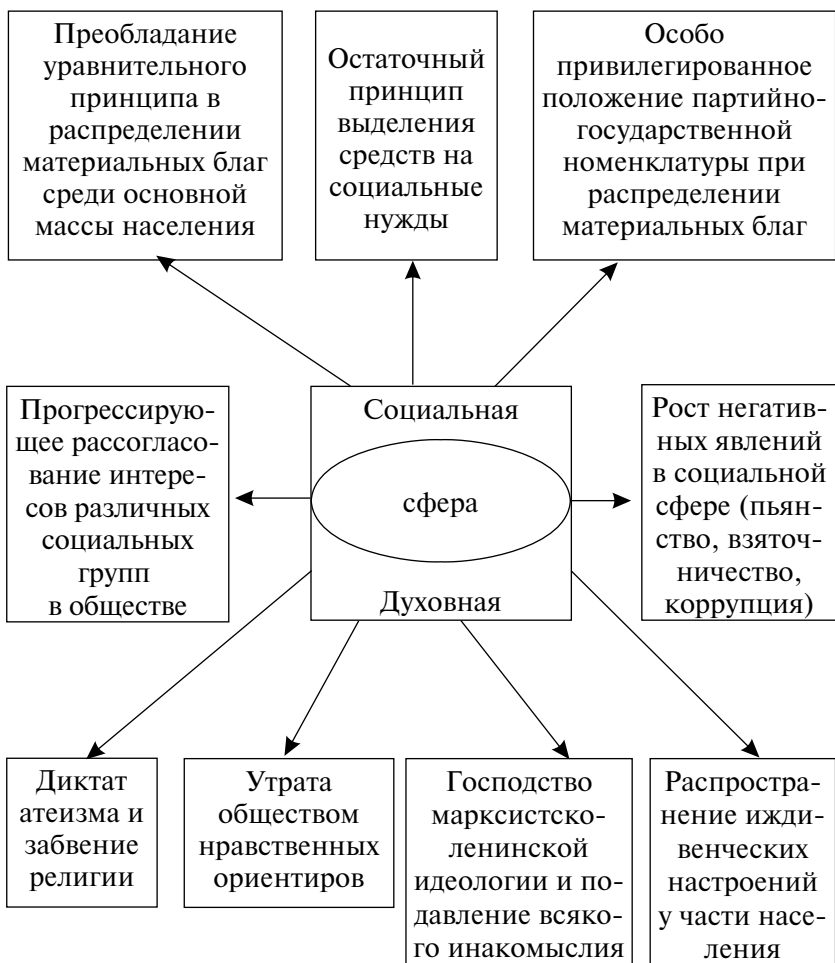 Преобладание
уравнительного
принципа в
распределении
материальных благ
среди основной
массы населения
Остаточный
принцип
выделения
средств на
социальные
нужды
Особо
привилегированное
положение партийно-
государственной
номенклатуры при
распределении
материальных благ
Прогрессирую-
щее рассогласо-
вание интере-
сов различных
социальных
групп
в обществе
Социальная
сфера
Духовная
Рост негатив-
ных явлений
в социальной
сфере (пьян-
ство, взяточ-
ничество,
коррупция)
Диктат
атеизма и
забвение
религии
Утрата
обществом
нравственных
ориентиров
Господство
марксистско-
ленинской
идеологии и по-
давление всяко-
го инакомыслия
Распростра-
нение ижди-
венческих
настроений
у части насе-
ления